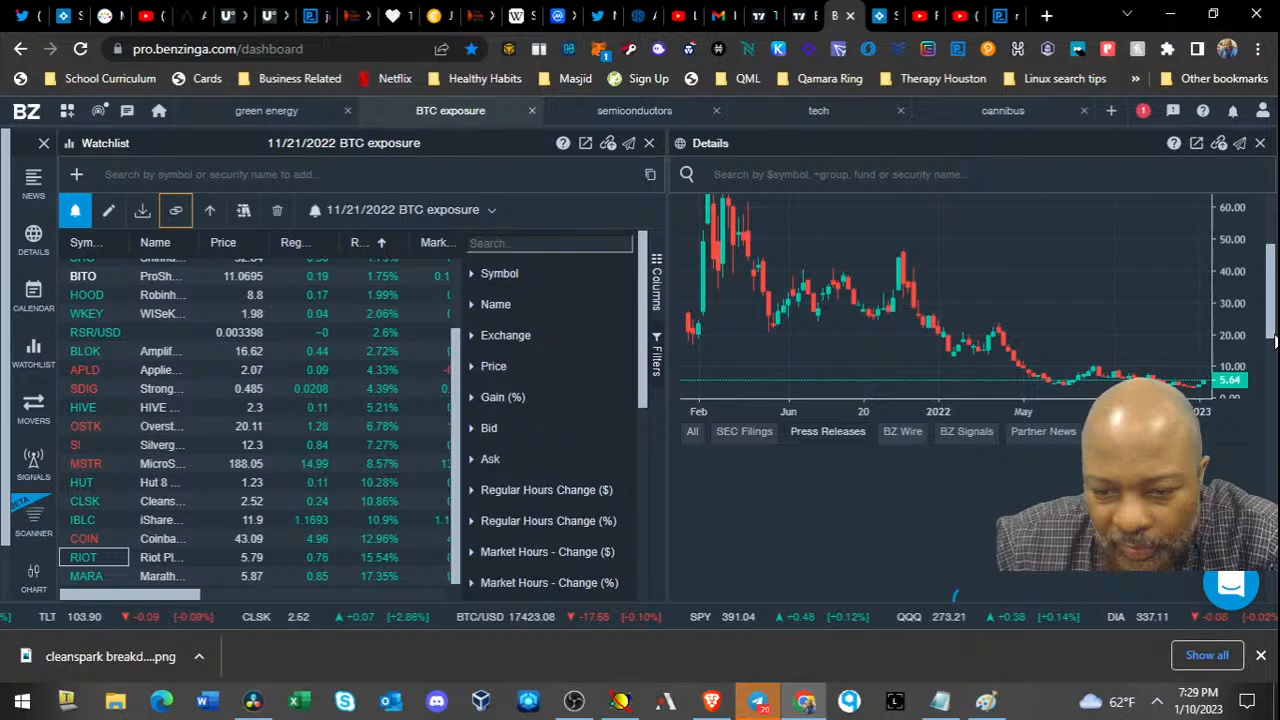 pro.benzinga.com/dashboard
School Curriculum Cards Business Related Netflix Healthy Habits Masjid Sign Up QML Qamara Ring Therapy Houston Linux search tips » Other bookmarks
BZ green energy BTC exposure semiconductors tech cannibus 1
Watchlist 11/21/2022 BTC exposure
Details
Search by symbol or security name to add...
Search by $symbol, ~group, fund or security name...
11/21/2022 BTC exposure
NEWS
DETAILS
CALENDAR
WATCHLIST
MOVERS
SIGNALS
BETA
SCANNER
CHART
Sym... Name Price Reg... R... Mark...
BITO ProSh... 11.0695 0.19 1.75% 0.1
HOOD Robinh... 8.8 0.17 1.99%
WKEY WISeK... 1.98 0.04 2.06%
RSR/USD 0.003398 ~0 2.6%
BLOK Amplif... 16.62 0.44 2.72%
APLD Applie... 2.07 0.09 4.33%
SDIG Strong... 0.485 0.0208 4.39%
HIVE HIVE ... 2.3 0.11 5.21%
OSTK Overst... 20.11 1.28 6.78%
SI Silverg... 12.3 0.84 7.27%
MSTR MicroS... 188.05 14.99 8.57%
HUT Hut 8 ... 1.23 0.11 10.28%
CLSK Cleans... 2.52 0.24 10.86%
IBLC iShare... 11.9 1.1693 10.9% 1.1
COIN Coinba... 43.09 4.96 12.96%
RIOT Riot Pl... 5.79 0.76 15.54%
MARA Marath... 5.87 0.85 17.35%
Search...
Symbol
Name
Exchange
Price
Gain (%)
Bid
Ask
Regular Hours Change ($)
Regular Hours Change (%)
Market Hours - Change ($)
Market Hours - Change (%)
Columns
Filters
60.00
50.00
40.00
30.00
20.00
10.00
5.64
0.00
Feb Jun 20 2022 May 2023
All SEC Filings Press Releases BZ Wire BZ Signals Partner News
TLT 103.90 -0.09 [-0.09%] CLSK 2.52 +0.07 [+2.86%] BTC/USD 17423.08 -17.58 [-0.10%] SPY 391.04 +0.48 [+0.12%] QQQ 273.21 +0.38 [+0.14%] DIA 337.11 -0.08 [-0.02%]
cleanspark breakd....png
Show all
70
62°F
7:29 PM
1/10/2023